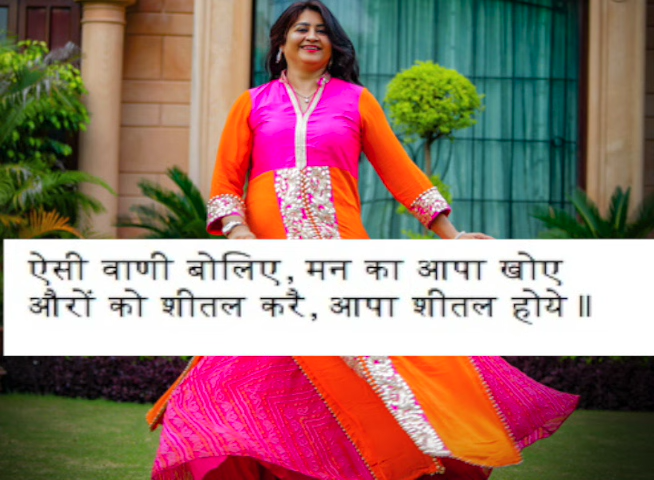 ऐसी वाणी बोलिए, मन का आपा खोए
औरों को शीतल करै, आपा शीतल होये ॥